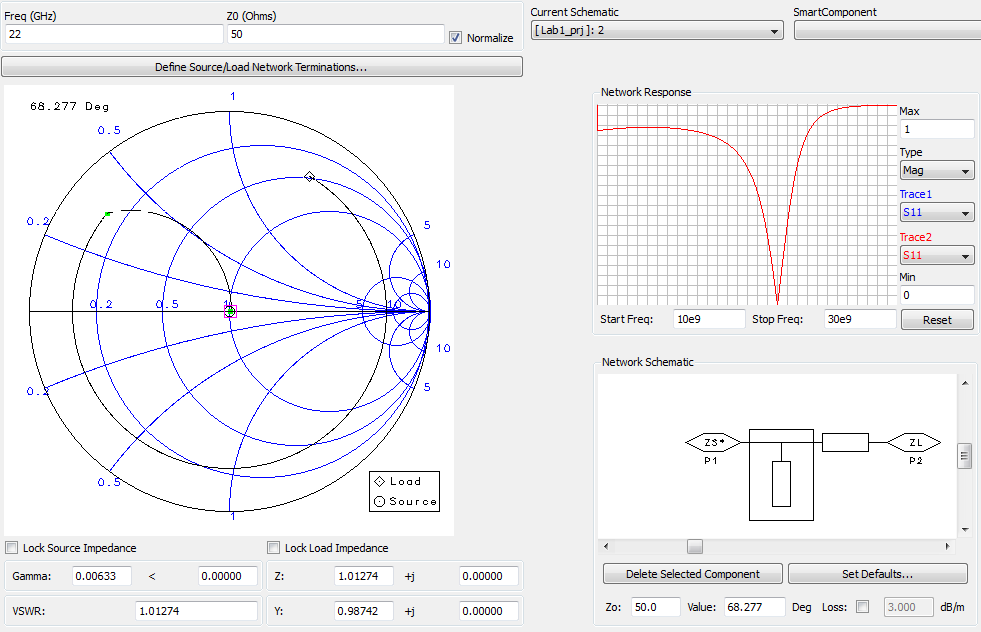 Freq (GHz)
Z0 (Ohms)
22
50
Normalize
Define Source/Load Network Terminations...
Current Schematic
SmartComponent
[Lab1_prj]: 2
68.277 Deg
1
0.5
0.2
5
10
0.2
0.5
1
5
10
10
5
0.2
0.5
1
Load
Source
Network Response
Max
1
Type
Mag
Trace1
S11
Trace2
S11
Min
0
Start Freq:
10e9
Stop Freq:
30e9
Reset
Network Schematic
ZS*
P1
ZL
P2
Lock Source Impedance
Lock Load Impedance
Gamma:
0.00633
<
0.00000
Z:
1.01274
+j
0.00000
VSWR:
1.01274
Y:
0.98742
+j
0.00000
Delete Selected Component
Set Defaults...
Zo:
50.0
Value:
68.277
Deg
Loss:
3.000
dB/m